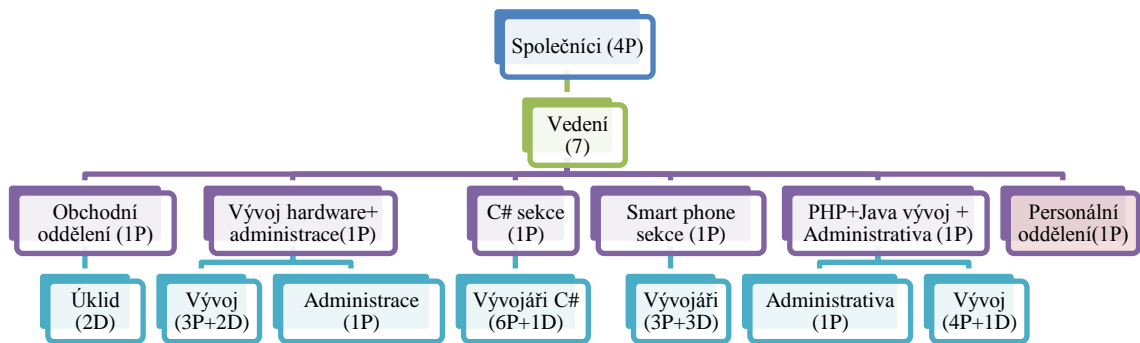 Společníci (4P)
Vedení
(7)
Obchodní
oddělení (1P)
Vývoj hardware+
administrace(1P)
C# sekce
(1P)
Smart phone
sekce (1P)
PHP+Java vývoj +
Administrativa (1P)
Personální
oddělení(1P)
Úklid
(2D)
Vývoj
(3P+2D)
Administrace
(1P)
Vývojáři C#
(6P+1D)
Vývojáři
(3P+3D)
Administrativa
(1P)
Vývoj
(4P+1D)